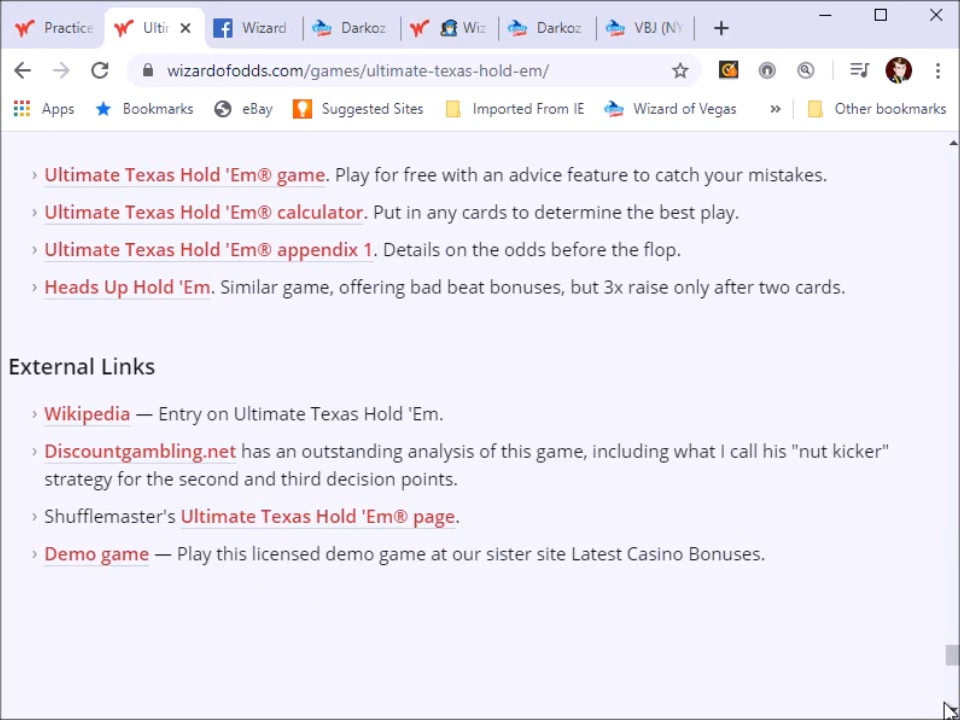 Practice
Ultin
Wizard
Darkoz
Wiz
Darkoz
VBJ (NY
wizardofodds.com/games/ultimate-texas-hold-em/
Apps
Bookmarks
eBay
Suggested Sites
Imported From IE
Wizard of Vegas
»
Other bookmarks
› Ultimate Texas Hold 'Em® game. Play for free with an advice feature to catch your mistakes.
› Ultimate Texas Hold 'Em® calculator. Put in any cards to determine the best play.
› Ultimate Texas Hold 'Em® appendix 1. Details on the odds before the flop.
› Heads Up Hold 'Em. Similar game, offering bad beat bonuses, but 3x raise only after two cards.
External Links
› Wikipedia — Entry on Ultimate Texas Hold 'Em.
› Discountgambling.net has an outstanding analysis of this game, including what I call his "nut kicker"
strategy for the second and third decision points.
› Shufflemaster's Ultimate Texas Hold 'Em® page.
› Demo game — Play this licensed demo game at our sister site Latest Casino Bonuses.